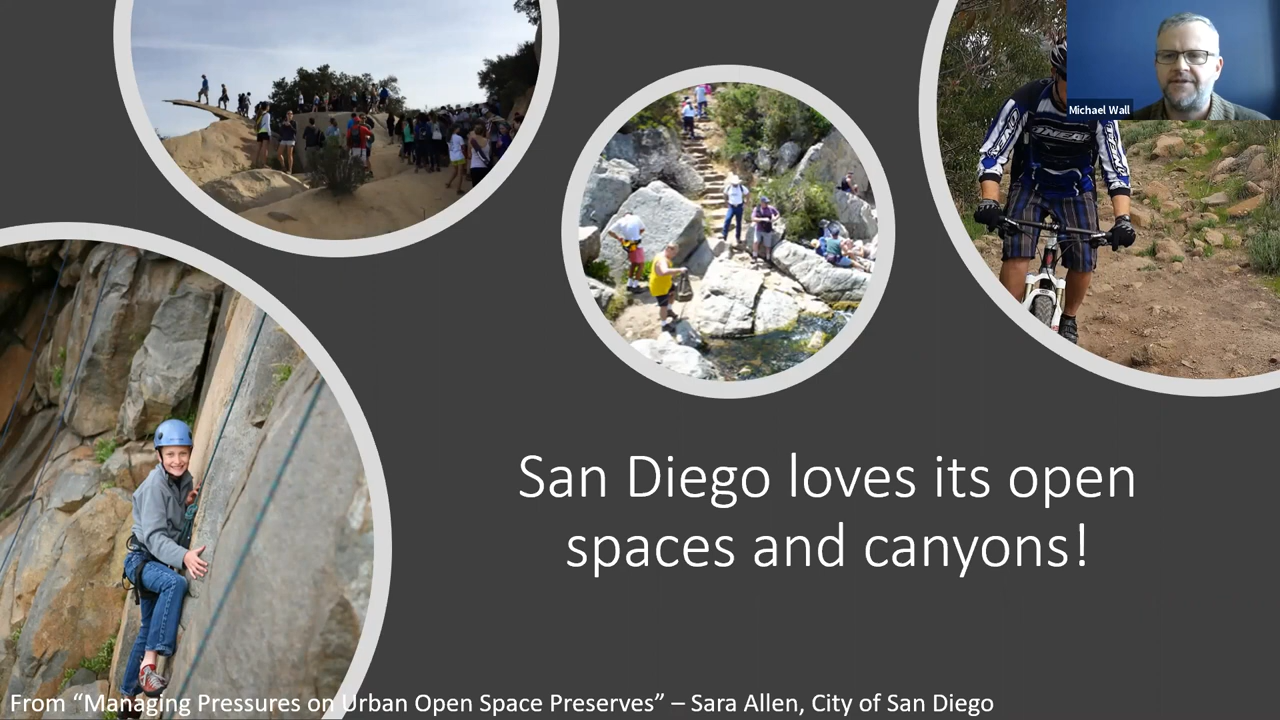 Michael Wall
San Diego loves its open
spaces and canyons!
From “Managing Pressures on Urban Open Space Preserves” – Sara Allen, City of San Diego